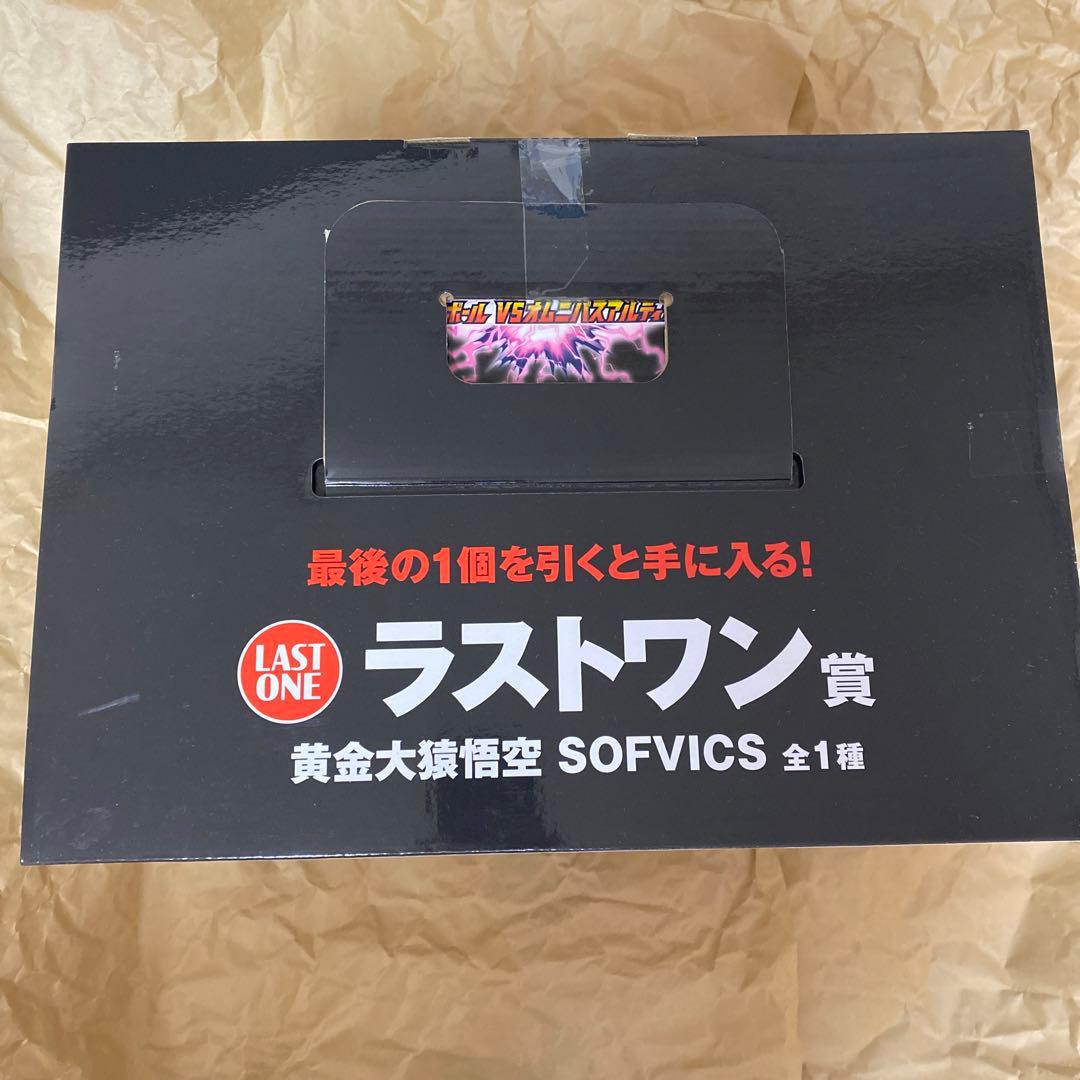 ボール VSオムニバスアルティ
最後の1個を引くと手に入る!
LAST
ONE
ラストワン賞
黄金大猿悟空 SOFVICS 全1種